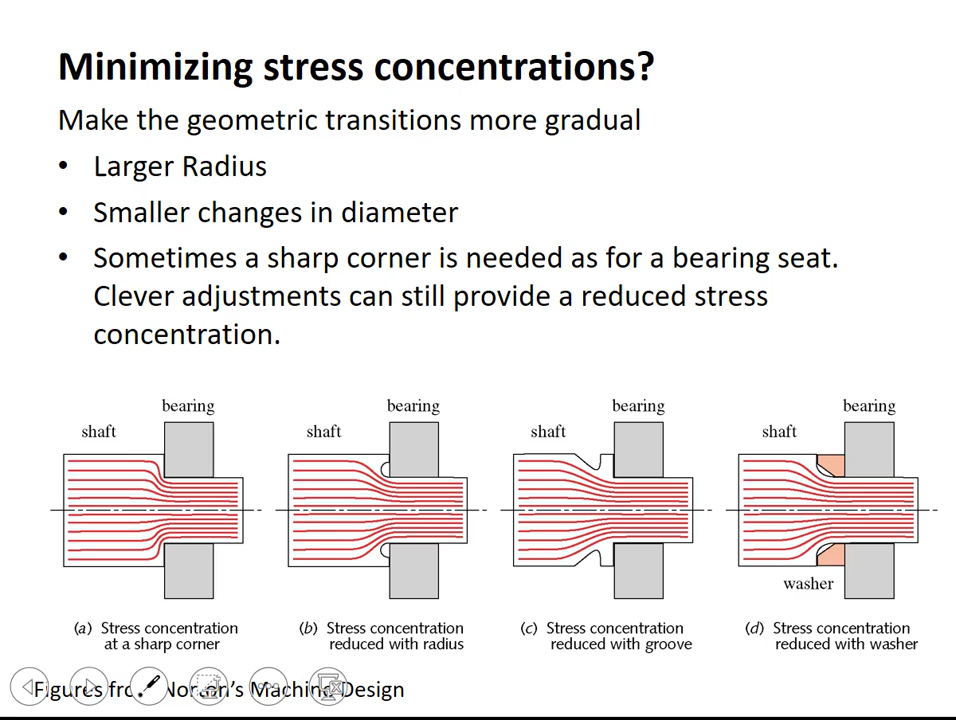 Minimizing stress concentrations?
Make the geometric transitions more gradual
• Larger Radius
• Smaller changes in diameter
• Sometimes a sharp corner is needed as for a bearing seat.
Clever adjustments can still provide a reduced stress
concentration.
bearing
shaft
bearing
shaft
bearing
shaft
bearing
shaft
washer
(a) Stress concentration
at a sharp corner
(b) Stress concentration
reduced with radius
(c) Stress concentration
reduced with groove
(d) Stress concentration
reduced with washer
Figures Machine Design